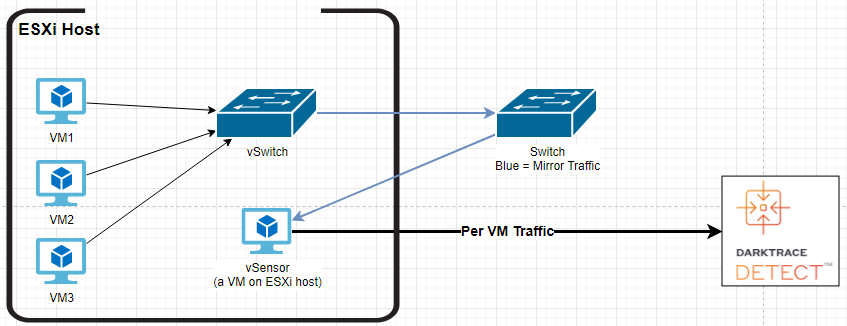 ESXi Host
VM1
vSwitch
Switch
Blue = Mirror Traffic
VM2
Per VM Traffic
DARKTRACE
DETECT™
vSensor
(a VM on ESXi host)
VM3